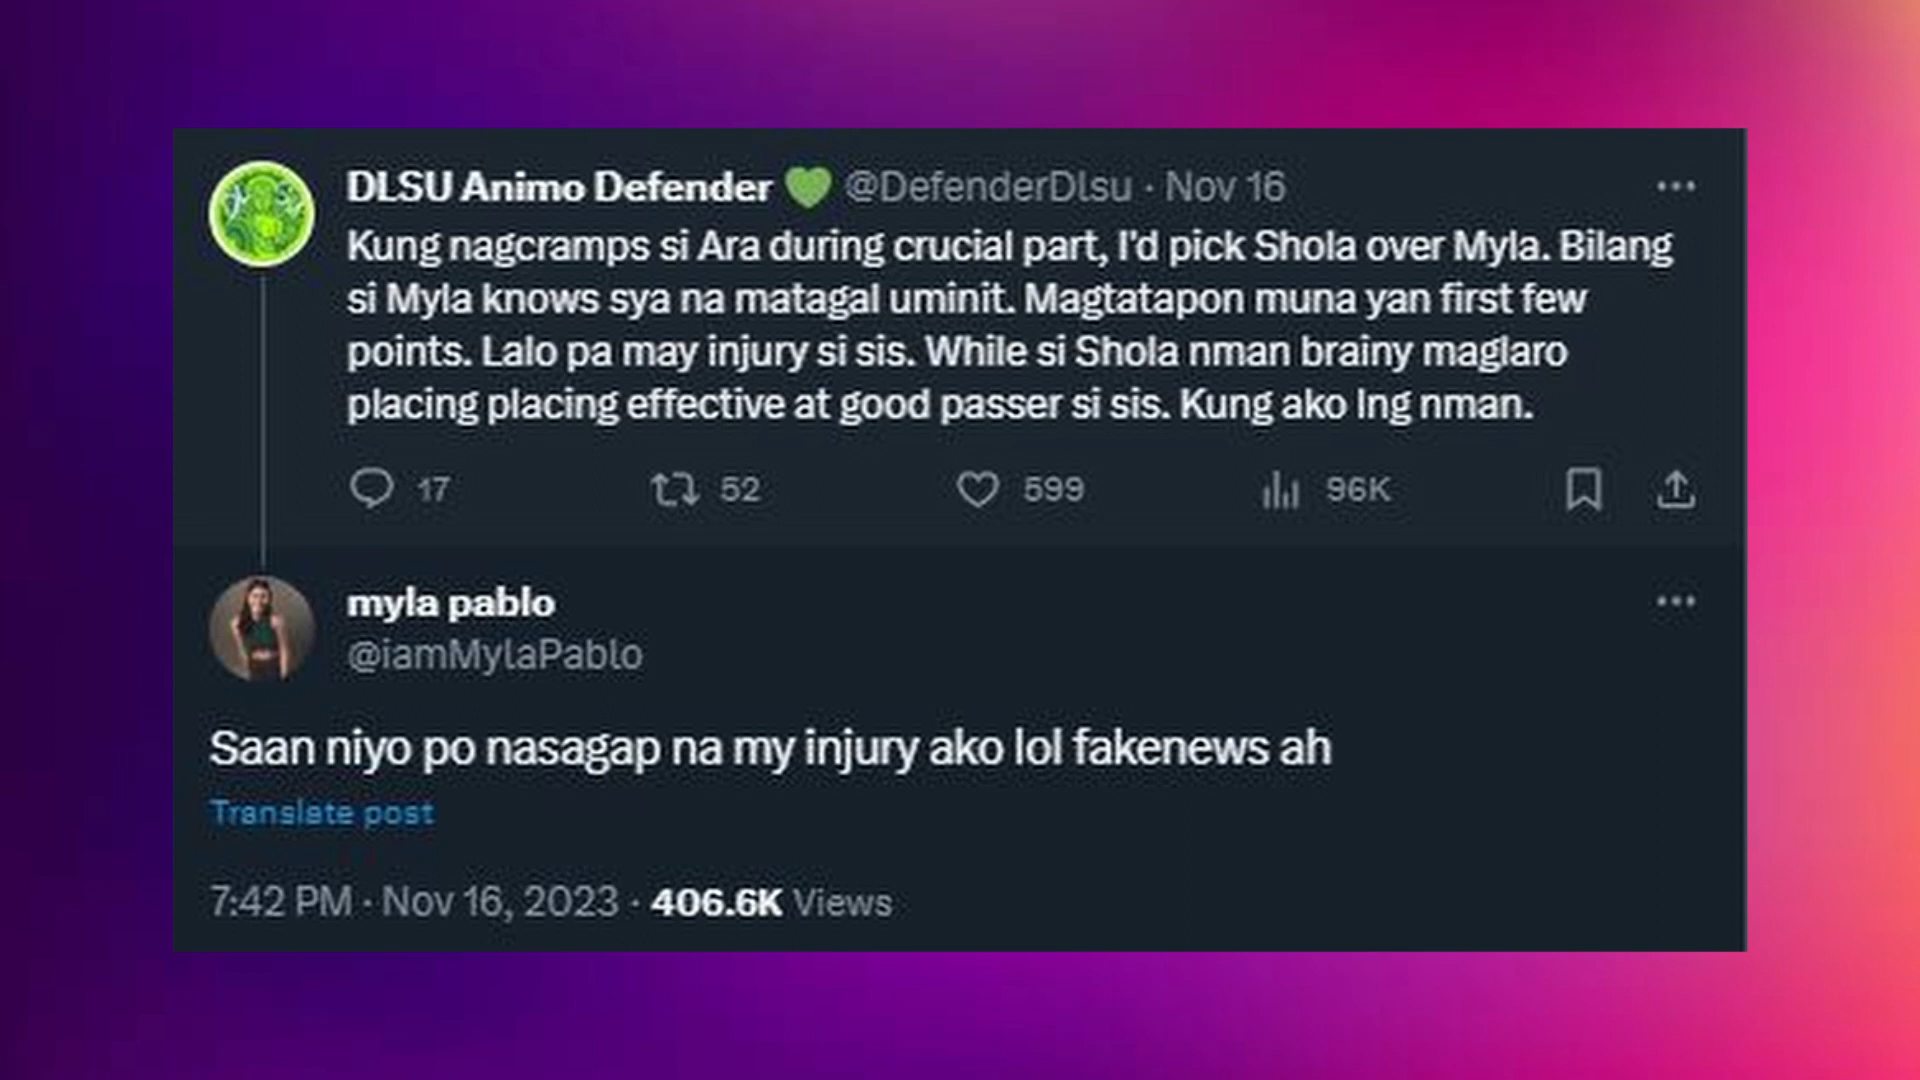 DLSU Animo Defender 💚 @DefenderDlsu · Nov 16
Kung nagcramps si Ara during crucial part, I'd pick Shola over Myla. Bilang
si Myla knows sya na matagal uminit. Magtatapon muna yan first few
points. Lalo pa may injury si sis. While si Shola nman brainy maglaro
placing placing effective at good passer si sis. Kung ako lng nman.
17 52 599 96K
myla pablo
@iamMylaPablo
Saan niyo po nasagap na my injury ako lol fakenews ah
Translate post
7:42 PM · Nov 16, 2023 · 406.6K Views